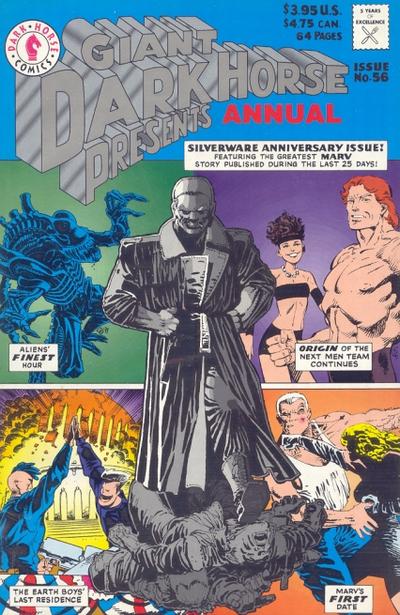 DARK HORSE
COMICS
$3.95 U.S.
$4.75 CAN.
64 PAGES
5 YEARS
OF
EXCELLENCE
ISSUE
No. 56
GIANT
DARK HORSE
PRESENTS ANNUAL
SILVERWARE ANNIVERSARY ISSUE!
FEATURING THE GREATEST MARV
STORY PUBLISHED DURING THE LAST 25 DAYS!
ALIENS'
FINEST
HOUR
ORIGIN OF THE
NEXT MEN TEAM
CONTINUES
THE EARTH BOYS'
LAST RESIDENCE
MARV'S
FIRST
DATE